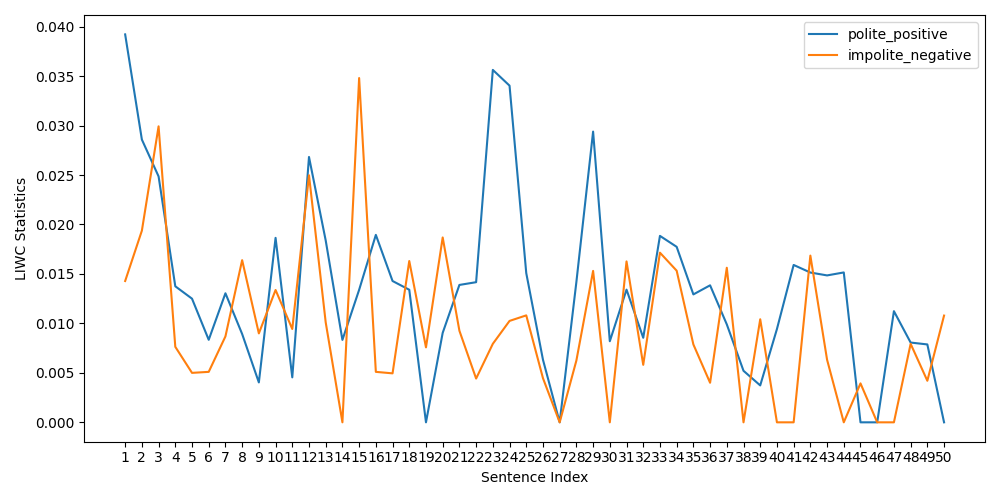 0.040
0.035
0.030
0.025
0.020
0.015
0.010
0.005
0.000
LIWC Statistics
polite_positive
impolite_negative
1 2 3 4 5 6 7 8 9 10 11 12 13 14 15 16 17 18 19 20 21 22 23 24 25 26 27 28 29 30 31 32 33 34 35 36 37 38 39 40 41 42 43 44 45 46 47 48 49 50
Sentence Index